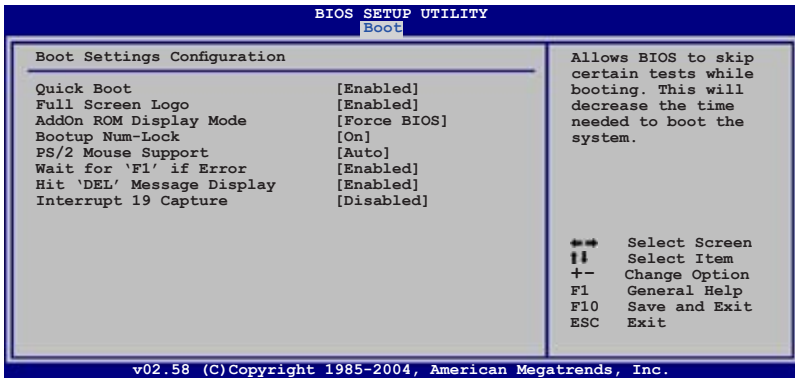 BIOS SETUP UTILITY
Boot
Boot Settings Configuration
Quick Boot [Enabled]
Full Screen Logo [Enabled]
AddOn ROM Display Mode [Force BIOS]
Bootup Num-Lock [On]
PS/2 Mouse Support [Auto]
Wait for ‘F1’ if Error [Enabled]
Hit ‘DEL’ Message Display [Enabled]
Interrupt 19 Capture [Disabled]
Allows BIOS to skip
certain tests while
booting. This will
decrease the time
needed to boot the
system.
←→ Select Screen
↑↓ Select Item
+- Change Option
F1 General Help
F10 Save and Exit
ESC Exit
v02.58 (C)Copyright 1985-2004, American Megatrends, Inc.